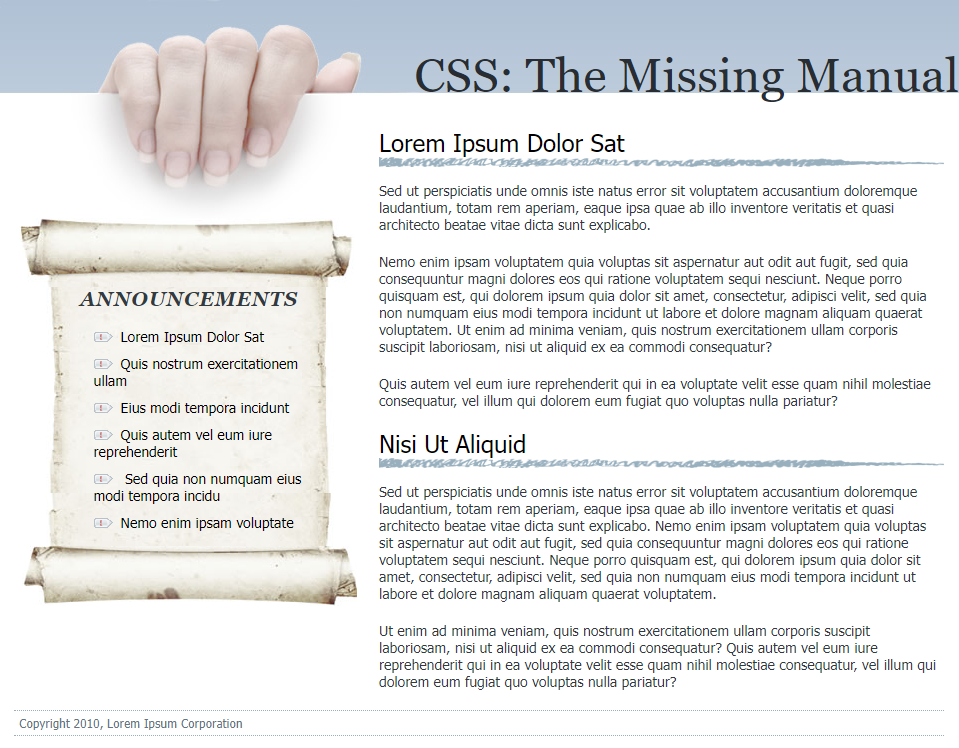 CSS: The Missing Manual
Lorem Ipsum Dolor Sat
Sed ut perspiciatis unde omnis iste natus error sit voluptatem accusantium doloremque
laudantium, totam rem aperiam, eaque ipsa quae ab illo inventore veritatis et quasi
architecto beatae vitae dicta sunt explicabo.
Nemo enim ipsam voluptatem quia voluptas sit aspernatur aut odit aut fugit, sed quia
consequuntur magni dolores eos qui ratione voluptatem sequi nesciunt. Neque porro
quisquam est, qui dolorem ipsum quia dolor sit amet, consectetur, adipisci velit, sed quia
non numquam eius modi tempora incidunt ut labore et dolore magnam aliquam quaerat
voluptatem. Ut enim ad minima veniam, quis nostrum exercitationem ullam corporis
suscipit laboriosam, nisi ut aliquid ex ea commodi consequatur?
Quis autem vel eum iure reprehenderit qui in ea voluptate velit esse quam nihil molestiae
consequatur, vel illum qui dolorem eum fugiat quo voluptas nulla pariatur?
Nisi Ut Aliquid
Sed ut perspiciatis unde omnis iste natus error sit voluptatem accusantium doloremque
laudantium, totam rem aperiam, eaque ipsa quae ab illo inventore veritatis et quasi
architecto beatae vitae dicta sunt explicabo. Nemo enim ipsam voluptatem quia voluptas
sit aspernatur aut odit aut fugit, sed quia consequuntur magni dolores eos qui ratione
voluptatem sequi nesciunt. Neque porro quisquam est, qui dolorem ipsum quia dolor sit
amet, consectetur, adipisci velit, sed quia non numquam eius modi tempora incidunt ut
labore et dolore magnam aliquam quaerat voluptatem.
Ut enim ad minima veniam, quis nostrum exercitationem ullam corporis suscipit
laboriosam, nisi ut aliquid ex ea commodi consequatur? Quis autem vel eum iure
reprehenderit qui in ea voluptate velit esse quam nihil molestiae consequatur, vel illum qui
dolorem eum fugiat quo voluptas nulla pariatur?
ANNOUNCEMENTS
Lorem Ipsum Dolor Sat
Quis nostrum exercitationem
ullam
Eius modi tempora incidunt
Quis autem vel eum iure
reprehenderit
Sed quia non numquam eius
modi tempora incidu
Nemo enim ipsam voluptate
Copyright 2010, Lorem Ipsum Corporation